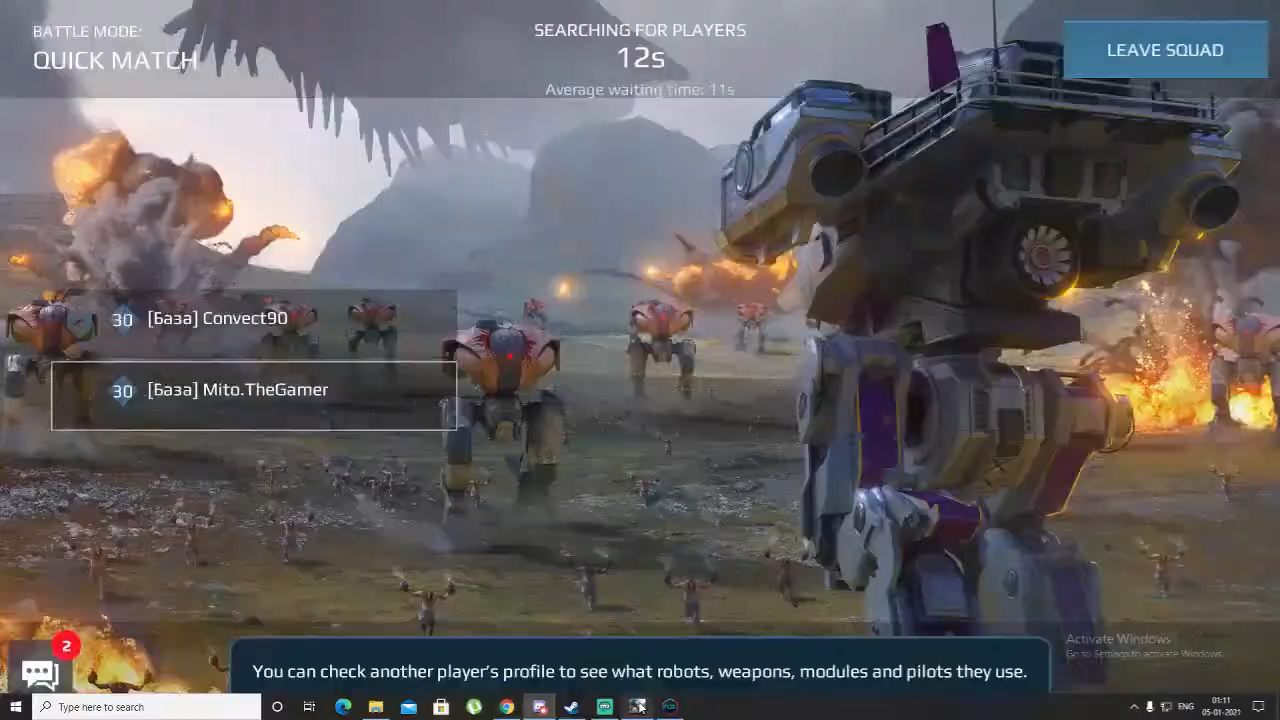 BATTLE MODE:
QUICK MATCH
SEARCHING FOR PLAYERS
12s
Average waiting time: 11s
LEAVE SQUAD
30 [База] Convect90
30 [База] Mito.TheGamer
2
You can check another player's profile to see what robots, weapons, modules and pilots they use.
Activate Windows
Go to Settings to activate Windows.
Type here to search
ENG
01:11
05-01-2021